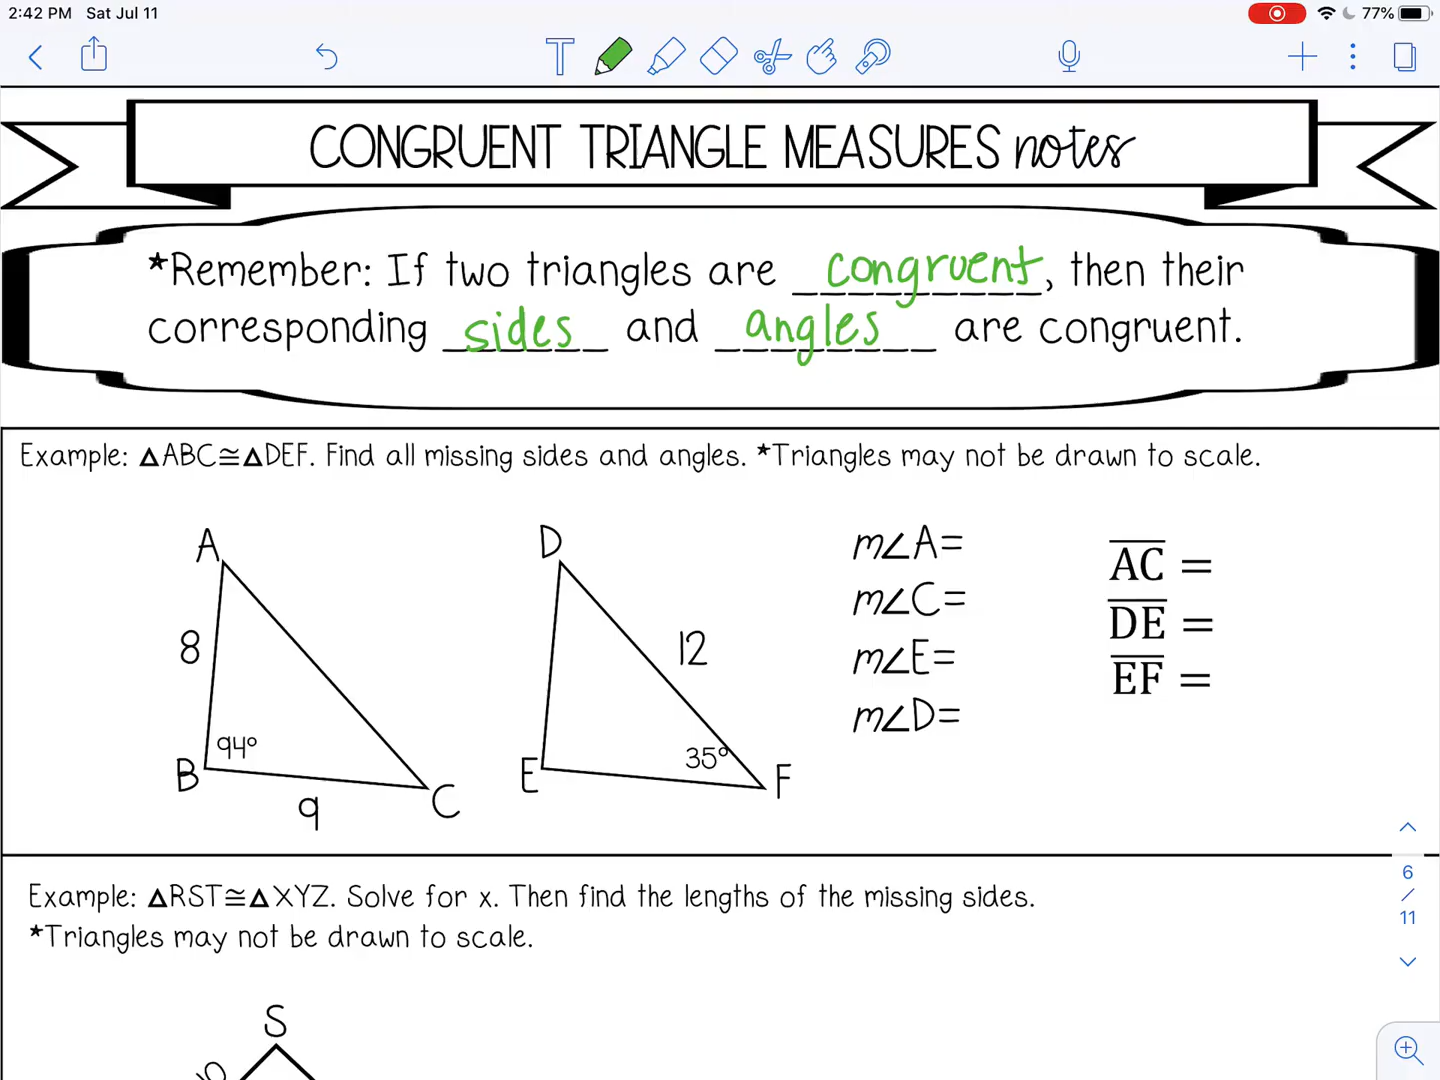 2:42 PM Sat Jul 11
77%
CONGRUENT TRIANGLE MEASURES notes
*Remember: If two triangles are congruent, then their
corresponding sides and angles are congruent.
Example: △ABC≅△DEF. Find all missing sides and angles. *Triangles may not be drawn to scale.
A
8
94°
B
9
C
D
12
35°
E
F
m∠A=
m∠C=
m∠E=
m∠D=
AC =
DE =
EF =
6
/
11
Example: △RST≅△XYZ. Solve for x. Then find the lengths of the missing sides.
*Triangles may not be drawn to scale.
S